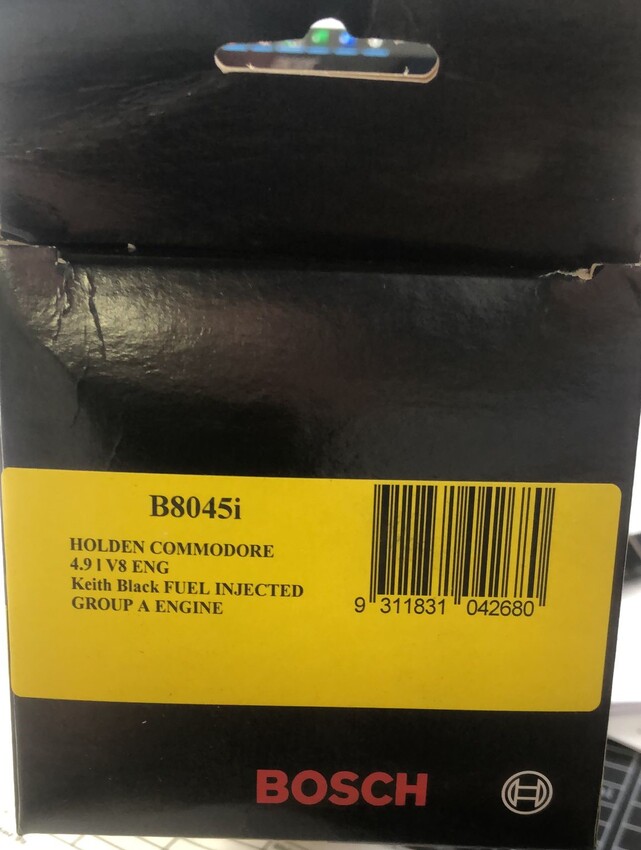 B8045i
HOLDEN COMMODORE
4.9 l V8 ENG
Keith Black FUEL INJECTED
GROUP A ENGINE
9 311831 042680
BOSCH